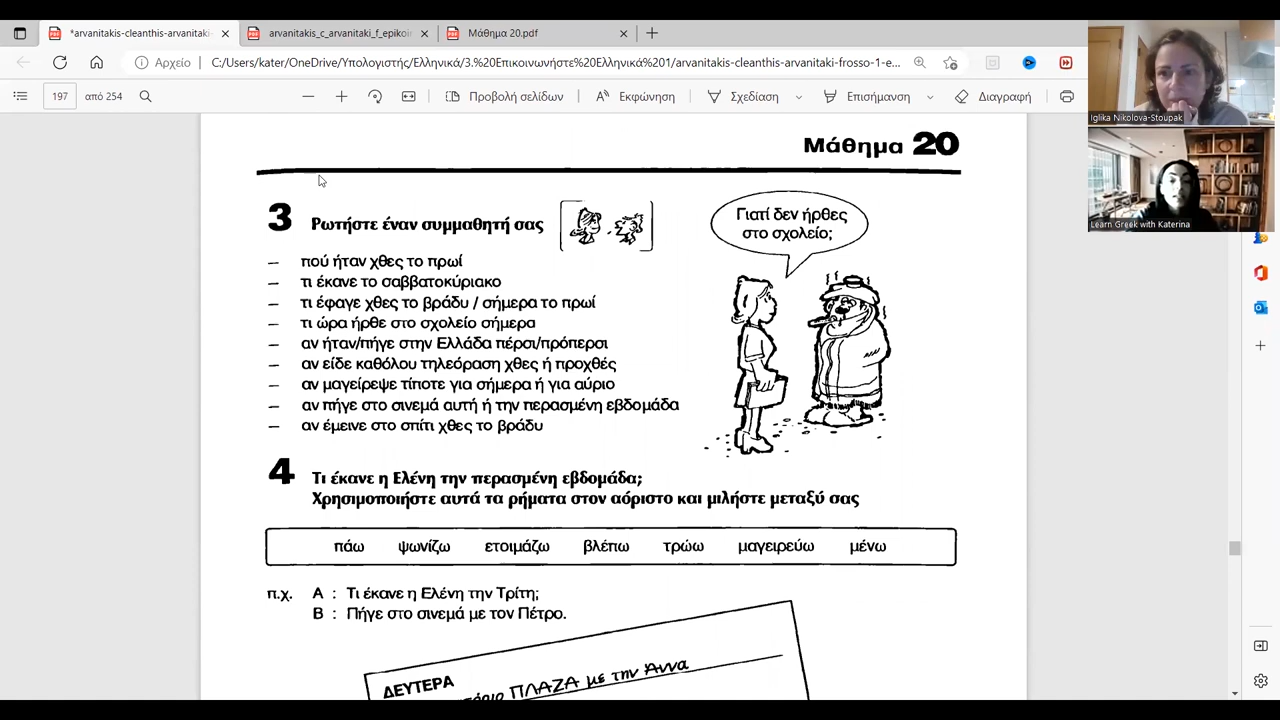 *arvanitakis-cleanthis-arvanitaki-
arvanitakis_c_arvanitaki_f_epikoir
Μάθημα 20.pdf
Αρχείο
C:/Users/kater/OneDrive/Υπολογιστής/Ελληνικά/3.%20Επικοινωνήστε%20Ελληνικά%201/arvanitakis-cleanthis-arvanitaki-frosso-1-e...
197 από 254
Προβολή σελίδων
Εκφώνηση
Σχεδίαση
Επισήμανση
Διαγραφή
Iglika Nikolova-Stoupak
Learn Greek with Katerina
Μάθημα 20
3 Ρωτήστε έναν συμμαθητή σας
Γιατί δεν ήρθες
στο σχολείο;
– πού ήταν χθες το πρωί
– τι έκανε το σαββατοκύριακο
– τι έφαγε χθες το βράδυ / σήμερα το πρωί
– τι ώρα ήρθε στο σχολείο σήμερα
– αν ήταν/πήγε στην Ελλάδα πέρσι/πρόπερσι
– αν είδε καθόλου τηλεόραση χθες ή προχθές
– αν μαγείρεψε τίποτε για σήμερα ή για αύριο
– αν πήγε στο σινεμά αυτή ή την περασμένη εβδομάδα
– αν έμεινε στο σπίτι χθες το βράδυ
4 Τι έκανε η Ελένη την περασμένη εβδομάδα;
Χρησιμοποιήστε αυτά τα ρήματα στον αόριστο και μιλήστε μεταξύ σας
πάω ψωνίζω ετοιμάζω βλέπω τρώω μαγειρεύω μένω
π.χ. Α : Τι έκανε η Ελένη την Τρίτη;
Β : Πήγε στο σινεμά με τον Πέτρο.
ΔΕΥΤΕΡΑ
ΠΛΑΖΑ με την Άννα